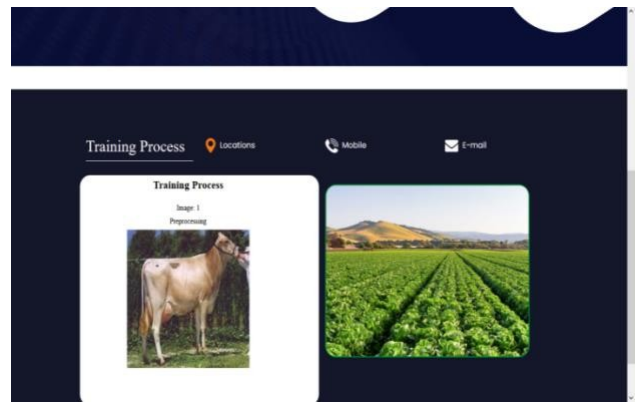 Training Process
Locations
Mobile
E-mail
Training Process
Image: 1
Preprocessing